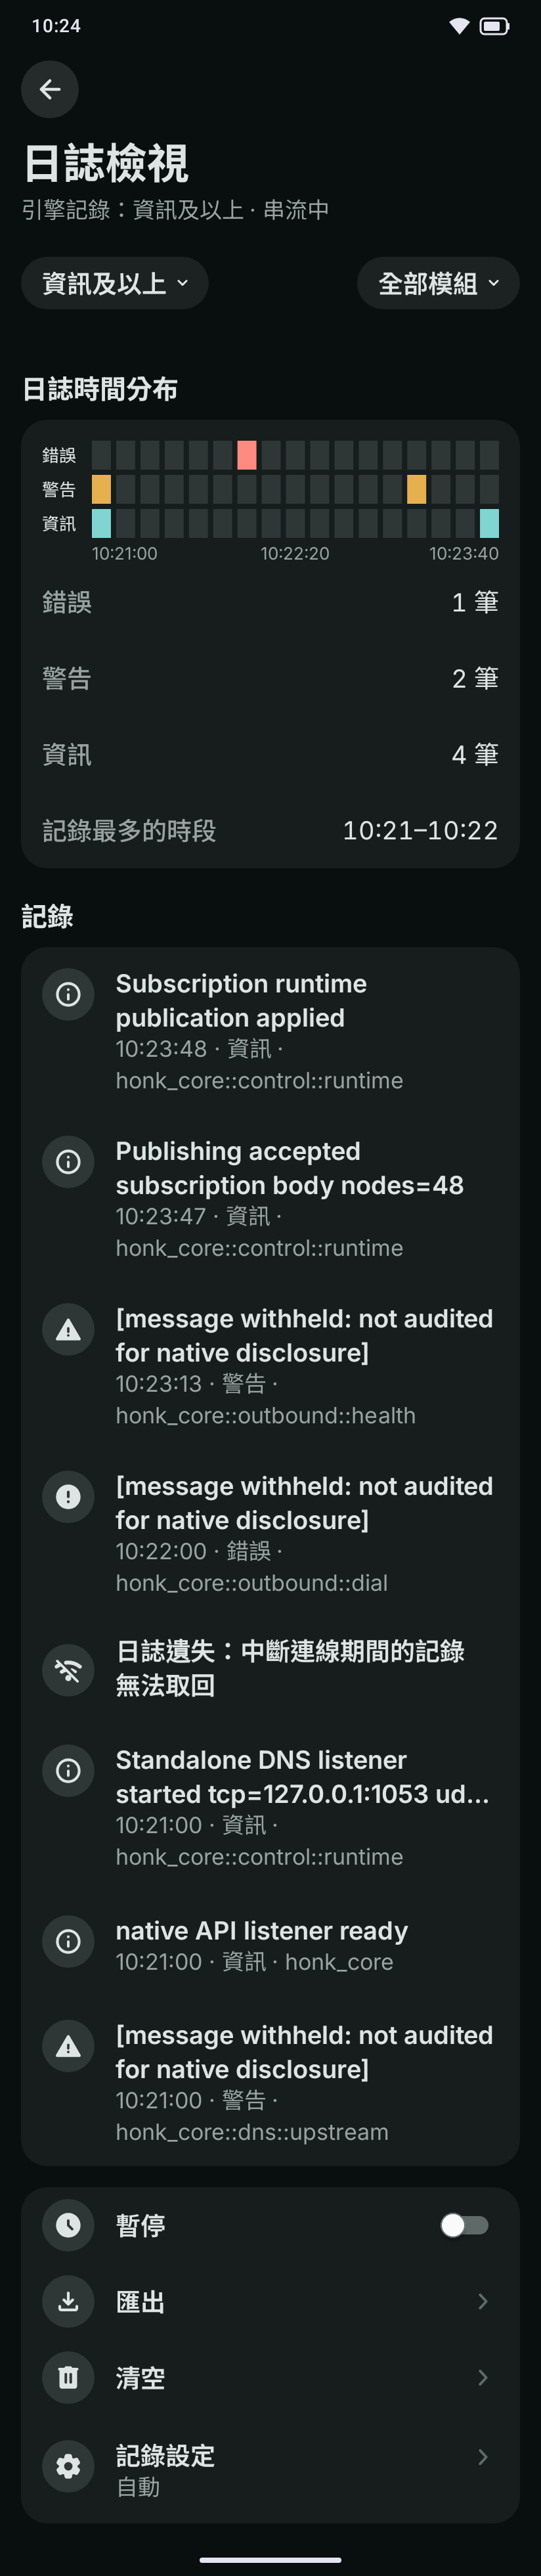 10:24
日誌檢視
引擎記錄：資訊及以上 · 串流中
資訊及以上
全部模組
日誌時間分布
錯誤
警告
資訊
10:21:00 10:22:20 10:23:40
錯誤 1 筆
警告 2 筆
資訊 4 筆
記錄最多的時段 10:21–10:22
記錄
Subscription runtime
publication applied
10:23:48 · 資訊 ·
honk_core::control::runtime
Publishing accepted
subscription body nodes=48
10:23:47 · 資訊 ·
honk_core::control::runtime
[message withheld: not audited
for native disclosure]
10:23:13 · 警告 ·
honk_core::outbound::health
[message withheld: not audited
for native disclosure]
10:22:00 · 錯誤 ·
honk_core::outbound::dial
日誌遺失：中斷連線期間的記錄
無法取回
Standalone DNS listener
started tcp=127.0.0.1:1053 ud…
10:21:00 · 資訊 ·
honk_core::control::runtime
native API listener ready
10:21:00 · 資訊 · honk_core
[message withheld: not audited
for native disclosure]
10:21:00 · 警告 ·
honk_core::dns::upstream
暫停
匯出
清空
記錄設定
自動